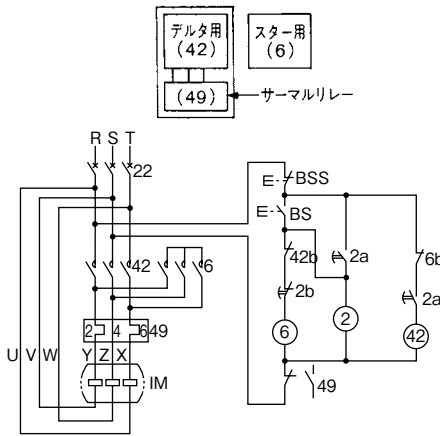 デルタ用
(42)
スター用
(6)
(49)
サーマルリレー
R S T
22
BSS
BS
42b
2a
6b
42
6
2b
2a
6
2
42
2 4 6 49
U V W Y Z X
IM
49